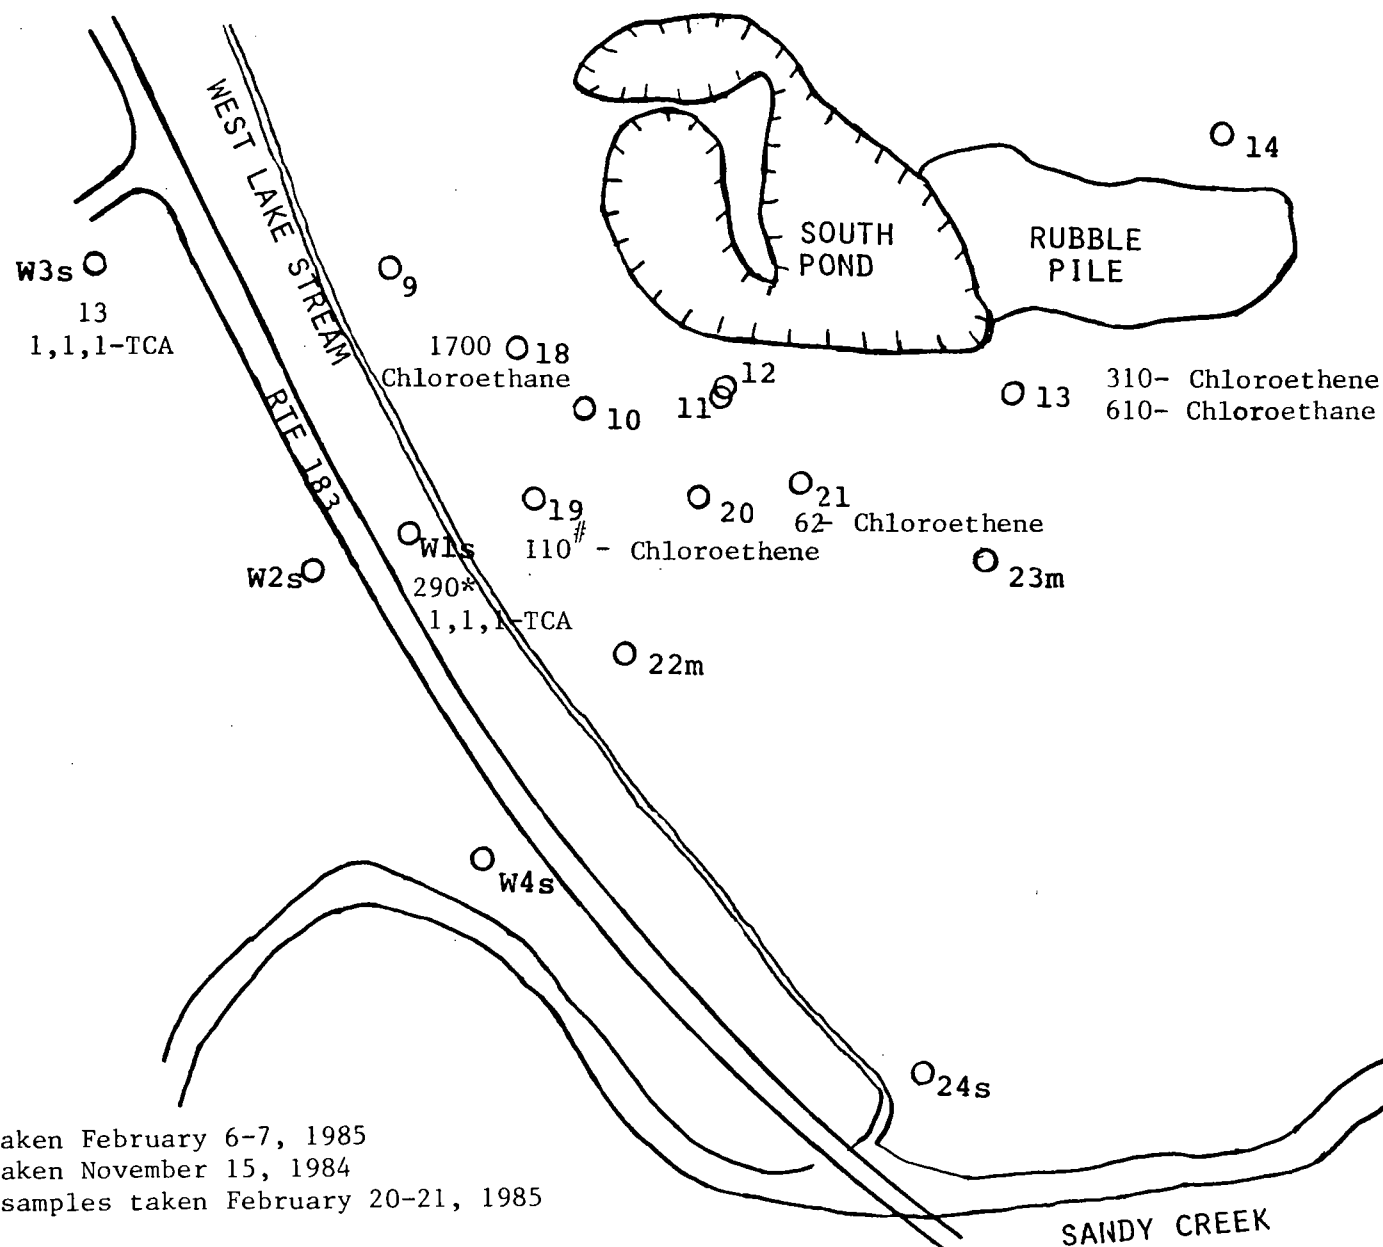 WEST LAKE STREAM
14
SOUTH
POND
RUBBLE
PILE
W3s
13
1,1,1-TCA
9
1700
18
Chloroethane
10
12
11
13
310- Chloroethene
610- Chloroethane
RTE 183
19
110# - Chloroethene
20
21
62- Chloroethene
W1s
290*
1,1,1-TCA
W2s
23m
22m
W4s
24s
aken February 6-7, 1985
aken November 15, 1984
samples taken February 20-21, 1985
SANDY CREEK